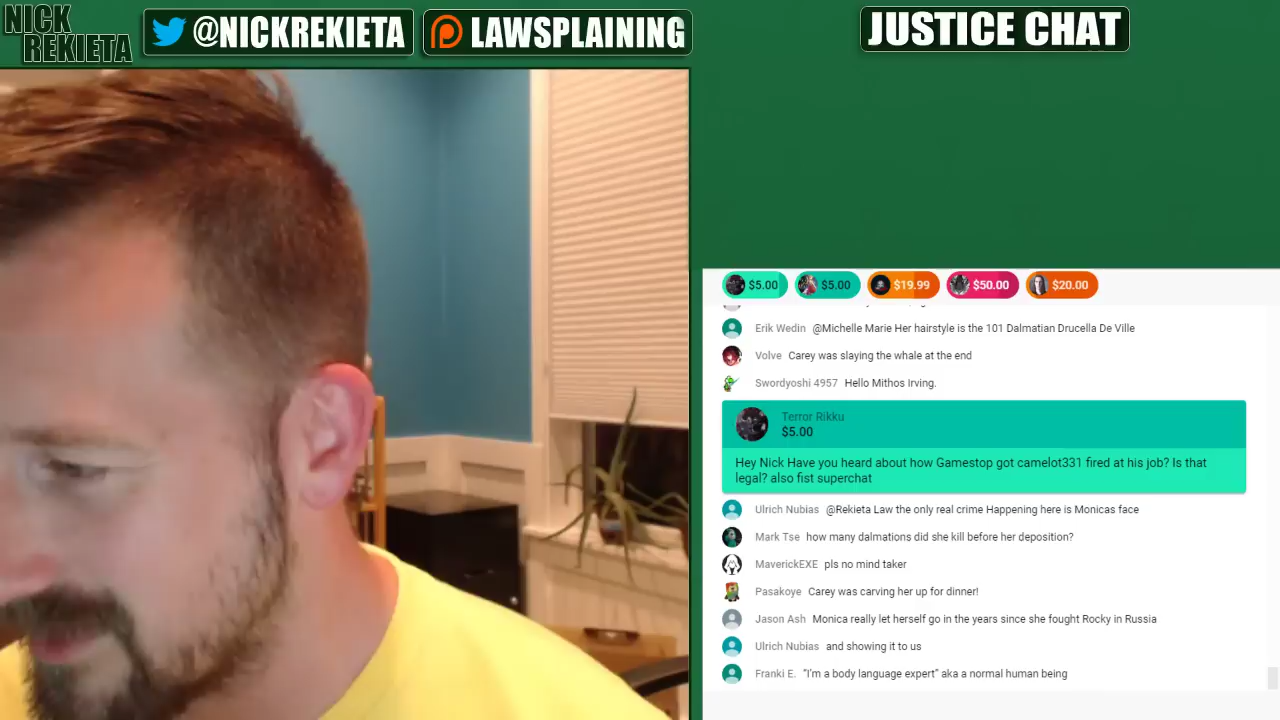 NICK
REKIETA
@NICKREKIETA
LAWSPLAINING
JUSTICE CHAT
$5.00
$5.00
$19.99
$50.00
$20.00
Erik Wedin @Michelle Marie Her hairstyle is the 101 Dalmatian Drucella De Ville
Volve Carey was slaying the whale at the end
Swordyoshi 4957 Hello Mithos Irving.
Terror Rikku
$5.00
Hey Nick Have you heard about how Gamestop got camelot331 fired at his job? Is that
legal? also fist superchat
Ulrich Nubias @Rekieta Law the only real crime Happening here is Monicas face
Mark Tse how many dalmations did she kill before her deposition?
MaverickEXE pls no mind taker
Pasakoye Carey was carving her up for dinner!
Jason Ash Monica really let herself go in the years since she fought Rocky in Russia
Ulrich Nubias and showing it to us
Franki E. “I’m a body language expert” aka a normal human being